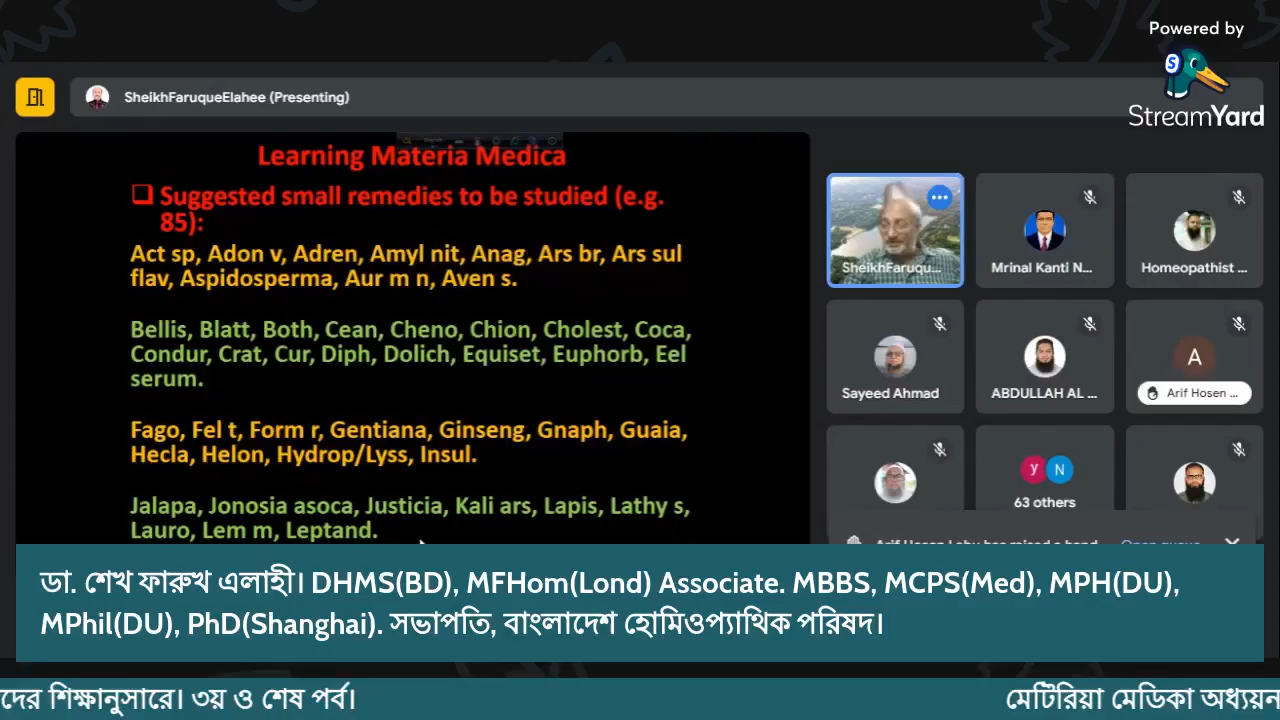 Powered by
StreamYard
SheikhFaruqueElahee (Presenting)
Learning Materia Medica
Suggested small remedies to be studied (e.g.
85):
Act sp, Adon v, Adren, Amyl nit, Anag, Ars br, Ars sul
flav, Aspidosperma, Aur m n, Aven s.
Bellis, Blatt, Both, Cean, Cheno, Chion, Cholest, Coca,
Condur, Crat, Cur, Diph, Dolich, Equiset, Euphorb, Eel
serum.
Fago, Fel t, Form r, Gentiana, Ginseng, Gnaph, Guaia,
Hecla, Helon, Hydrop/Lyss, Insul.
Jalapa, Jonosia asoca, Justicia, Kali ars, Lapis, Lathy s,
Lauro, Lem m, Leptand.
SheikhFaruqu...
Mrinal Kanti N...
Homeopathist ...
Sayeed Ahmad
ABDULLAH AL ...
A
Arif Hosen ...
y N
63 others
ডা. শেখ ফারুখ এলাহী। DHMS(BD), MFHom(Lond) Associate. MBBS, MCPS(Med), MPH(DU),
MPhil(DU), PhD(Shanghai). সভাপতি, বাংলাদেশ হোমিওপ্যাথিক পরিষদ।
দের শিক্ষানুসারে। ৩য় ও শেষ পর্ব।
মেটিরিয়া মেডিকা অধ্যয়ন